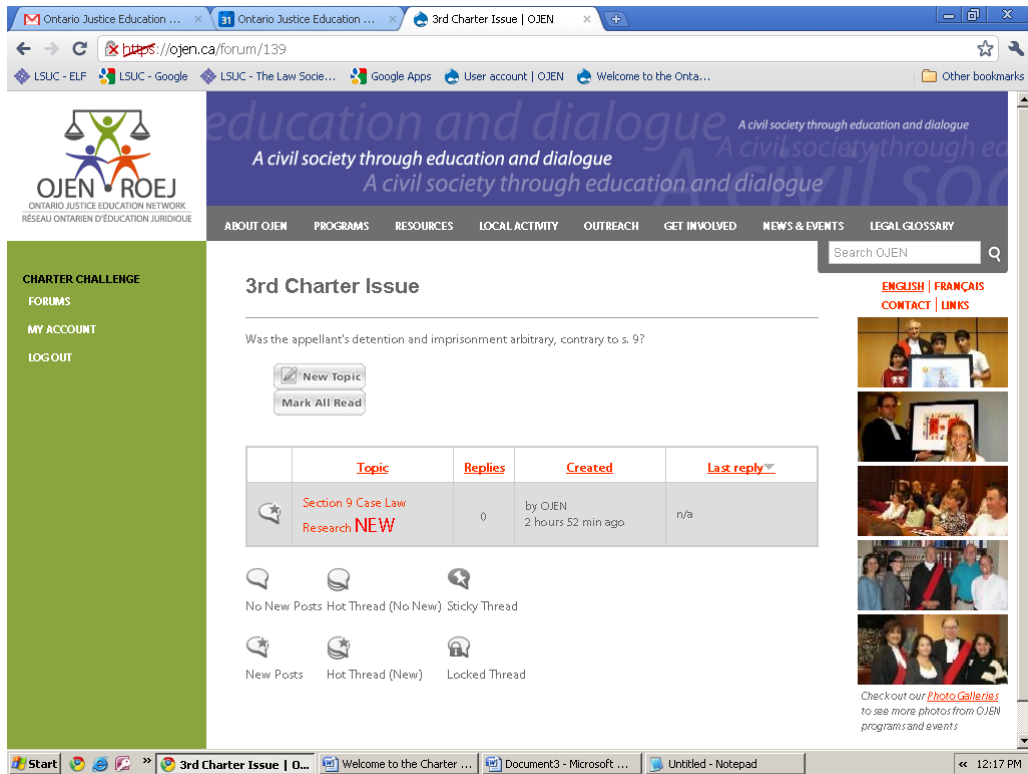 Ontario Justice Education ...
Ontario Justice Education ...
3rd Charter Issue | OJEN
https://ojen.ca/forum/139
LSUC - ELF
LSUC - Google
LSUC - The Law Socie...
Google Apps
User account | OJEN
Welcome to the Onta...
Other bookmarks
OJEN ROEJ
ONTARIO JUSTICE EDUCATION NETWORK
RÉSEAU ONTARIEN D'ÉDUCATION JURIDIQUE
education and dialogue
A civil society through education and dialogue
A civil society through education and dialogue
A civil society through ed
A civil society through education and dialogue
A civil soc
ABOUT OJEN PROGRAMS RESOURCES LOCAL ACTIVITY OUTREACH GET INVOLVED NEWS & EVENTS LEGAL GLOSSARY
Search OJEN
CHARTER CHALLENGE
FORUMS
MY ACCOUNT
LOG OUT
3rd Charter Issue
ENGLISH | FRANÇAIS
CONTACT | LINKS
Was the appellant's detention and imprisonment arbitrary, contrary to s. 9?
New Topic
Mark All Read
Topic Replies Created Last reply
Section 9 Case Law
Research NEW
0
by OJEN
2 hours 52 min ago
n/a
No New Posts Hot Thread (No New) Sticky Thread
New Posts Hot Thread (New) Locked Thread
Check out our Photo Galleries
to see more photos from OJEN
programs and events
Start
3rd Charter Issue | O...
Welcome to the Charter ...
Document3 - Microsoft ...
Untitled - Notepad
12:17 PM